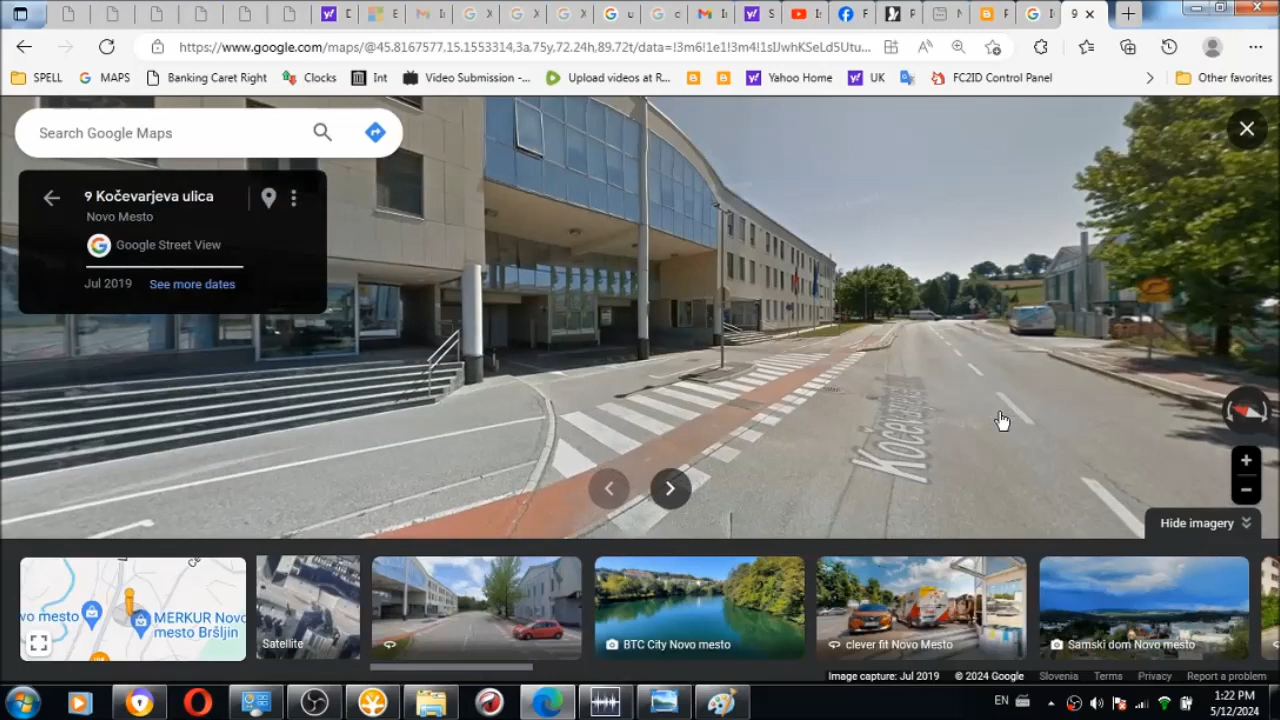 https://www.google.com/maps/@45.8167577,15.1553314,3a,75y,72.24h,89.72t/data=!3m6!1e1!3m4!1sIJwhKSeLd5Utu...
SPELL
MAPS
Banking Caret Right
Clocks
Int
Video Submission -...
Upload videos at R...
Yahoo Home
UK
FC2ID Control Panel
Other favorites
Search Google Maps
9 Kočevarjeva ulica
Novo Mesto
Google Street View
Jul 2019 See more dates
Hide imagery
vo mesto
MERKUR Novo
mesto Bršljin
Satellite
BTC City Novo mesto
clever fit Novo Mesto
Samski dom Novo mesto
Image capture: Jul 2019 © 2024 Google Slovenia Terms Privacy Report a problem
EN
1:22 PM
5/12/2024